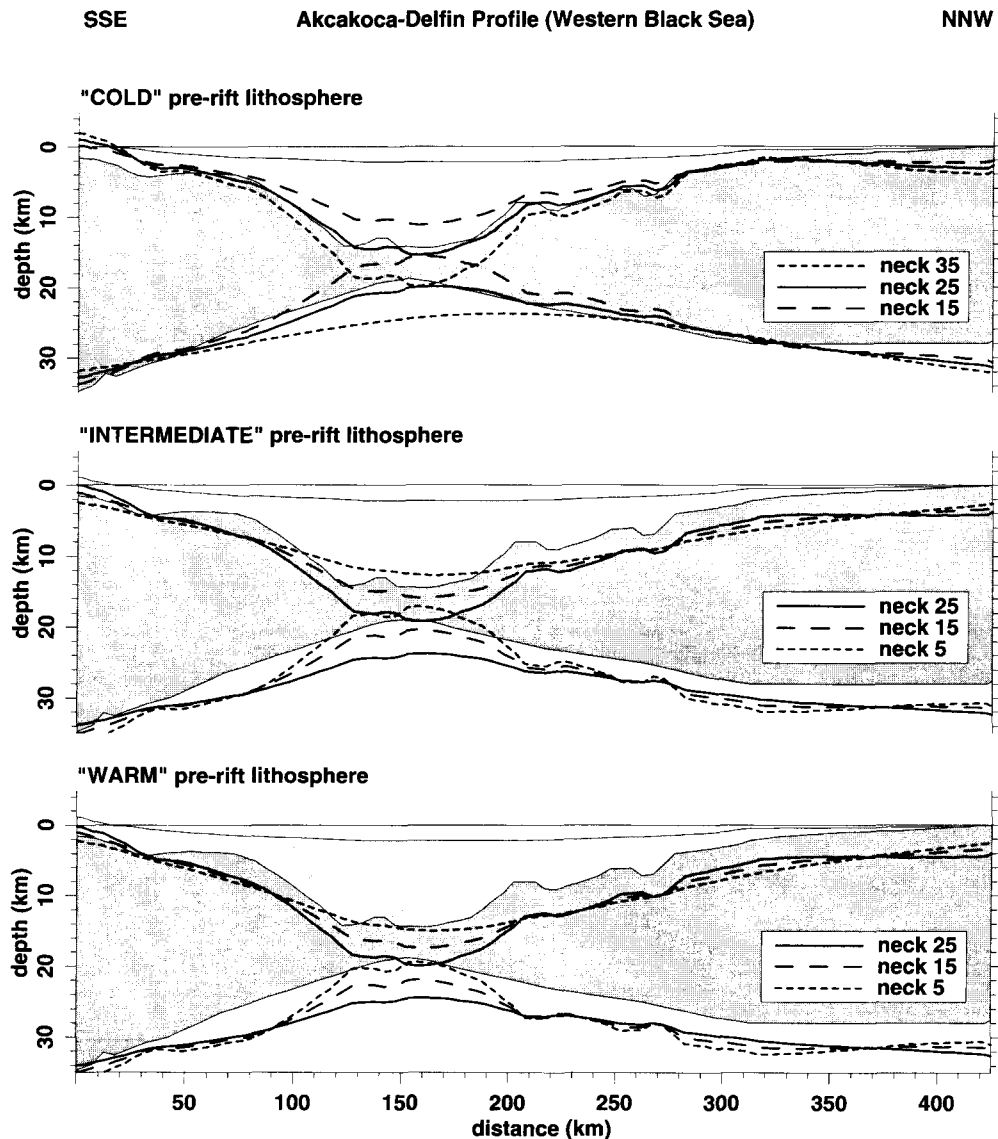 SSE Akcakoca-Delfin Profile (Western Black Sea) NNW
"COLD" pre-rift lithosphere
0
10
20
30
depth (km)
neck 35
neck 25
neck 15
"INTERMEDIATE" pre-rift lithosphere
0
10
20
30
depth (km)
neck 25
neck 15
neck 5
"WARM" pre-rift lithosphere
0
10
20
30
depth (km)
neck 25
neck 15
neck 5
50 100 150 200 250 300 350 400
distance (km)